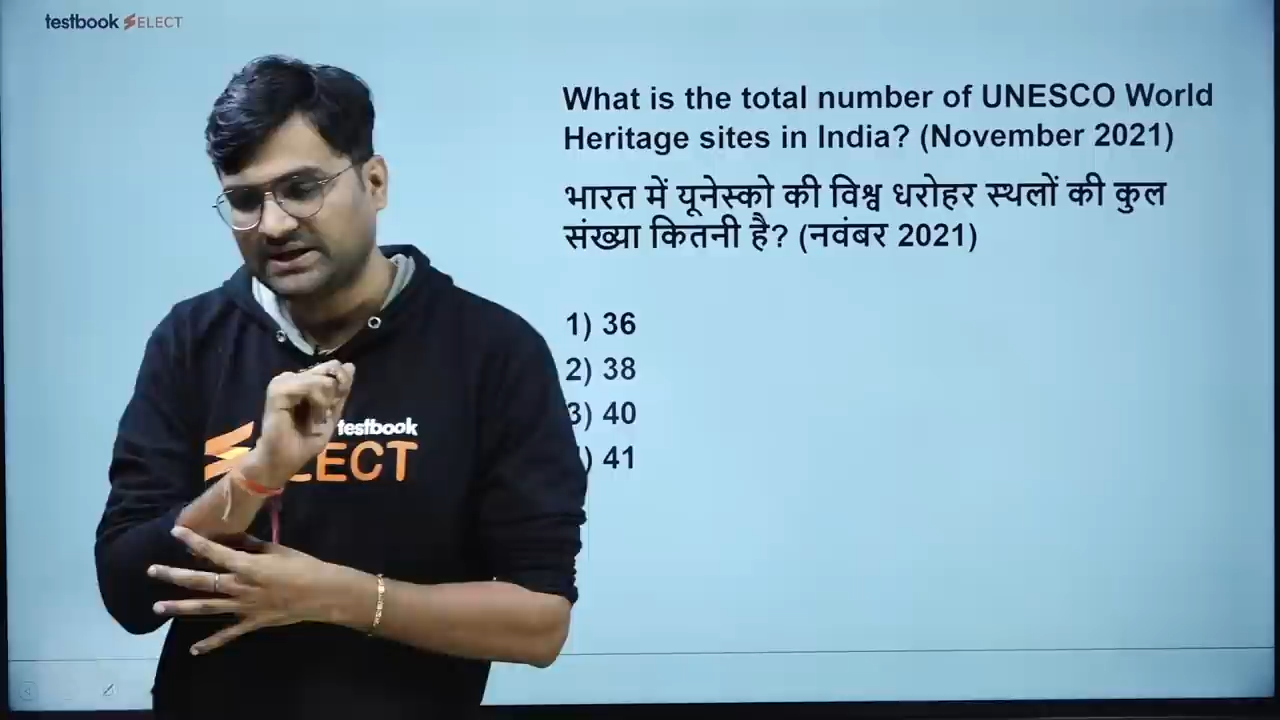 testbook SELECT
What is the total number of UNESCO World
Heritage sites in India? (November 2021)
भारत में यूनेस्को की विश्व धरोहर स्थलों की कुल
संख्या कितनी है? (नवंबर 2021)
1) 36
2) 38
3) 40
) 41
testbook
LECT